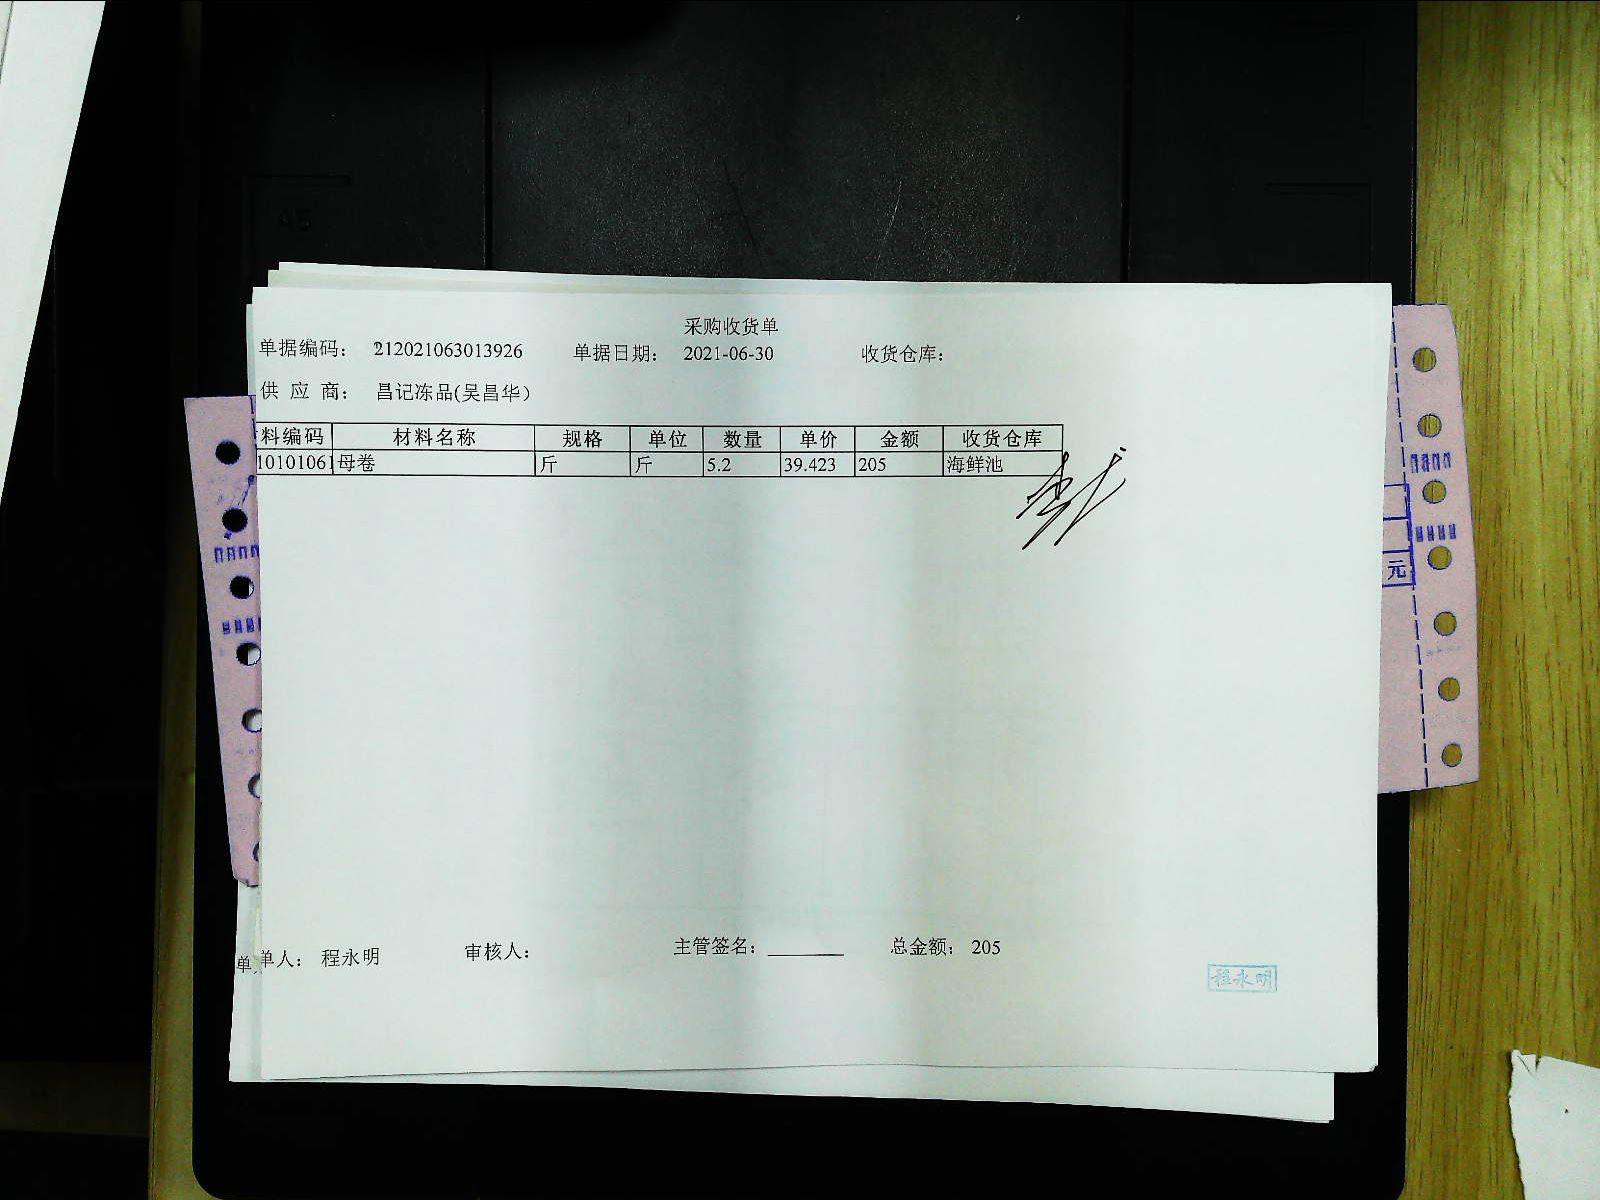 采购收货单
单据编码： 212021063013926 单据日期： 2021-06-30 收货仓库：
供 应 商： 昌记冻品(吴昌华)
料编码 材料名称 规格 单位 数量 单价 金额 收货仓库
10101061 母卷 斤 斤 5.2 39.423 205 海鲜池
元
单 单人： 程永明 审核人： 主管签名： 总金额： 205
程永明
A5